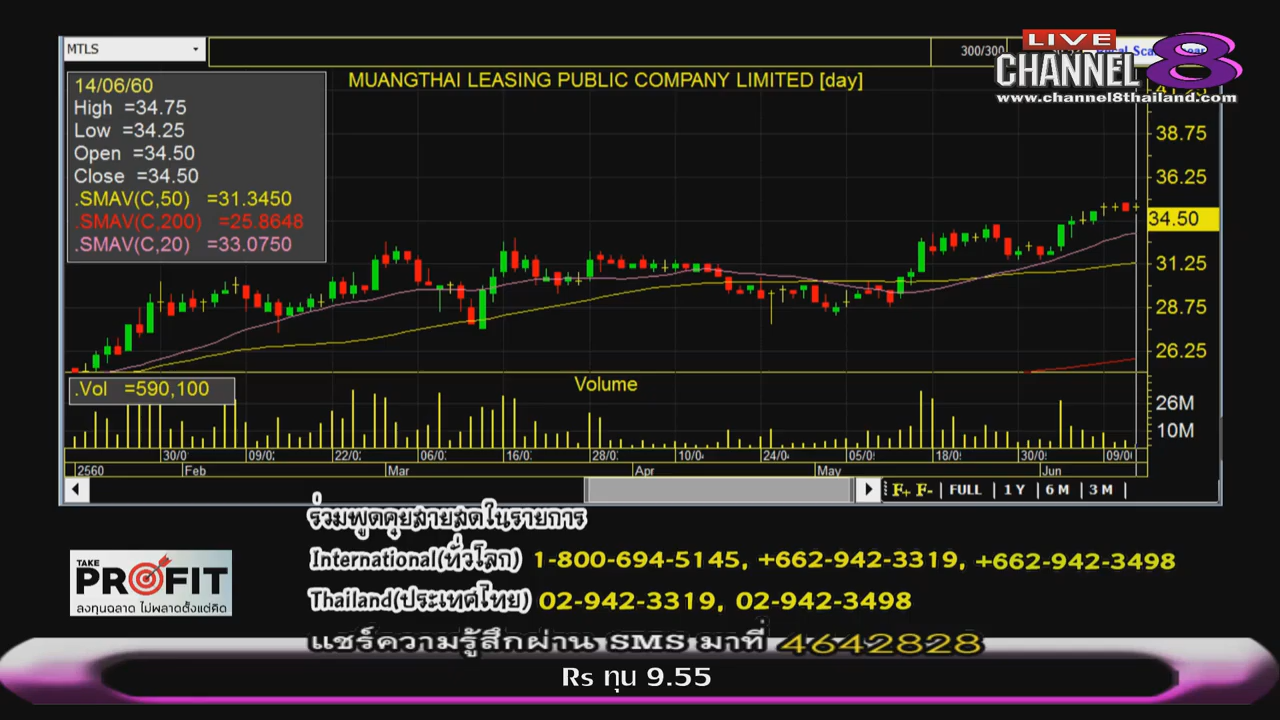 MTLS
300/300
LIVE
CHANNEL 8
www.channel8thailand.com
MUANGTHAI LEASING PUBLIC COMPANY LIMITED [day]
14/06/60
High =34.75
Low =34.25
Open =34.50
Close =34.50
.SMAV(C,50) =31.3450
.SMAV(C,200) =25.8648
.SMAV(C,20) =33.0750
38.75
36.25
34.50
31.25
28.75
26.25
.Vol =590,100
Volume
26M
10M
30/0 09/0 22/0 06/0 16/0 28/0 10/0 24/0 05/0 18/0 30/0 09/0
2560 Feb Mar Apr May Jun
F+ F- FULL 1 Y 6 M 3 M
ร่วมพูดคุยสายสดในรายการ
International(ทั่วโลก) 1-800-694-5145, +662-942-3319, +662-942-3498
Thailand(ประเทศไทย) 02-942-3319, 02-942-3498
TAKE
PROFIT
ลงทุนฉลาด ไม่พลาดตั้งแต่คิด
แชร์ความรู้สึกผ่าน SMS มาที่ 4642828
Rs ทุน 9.55